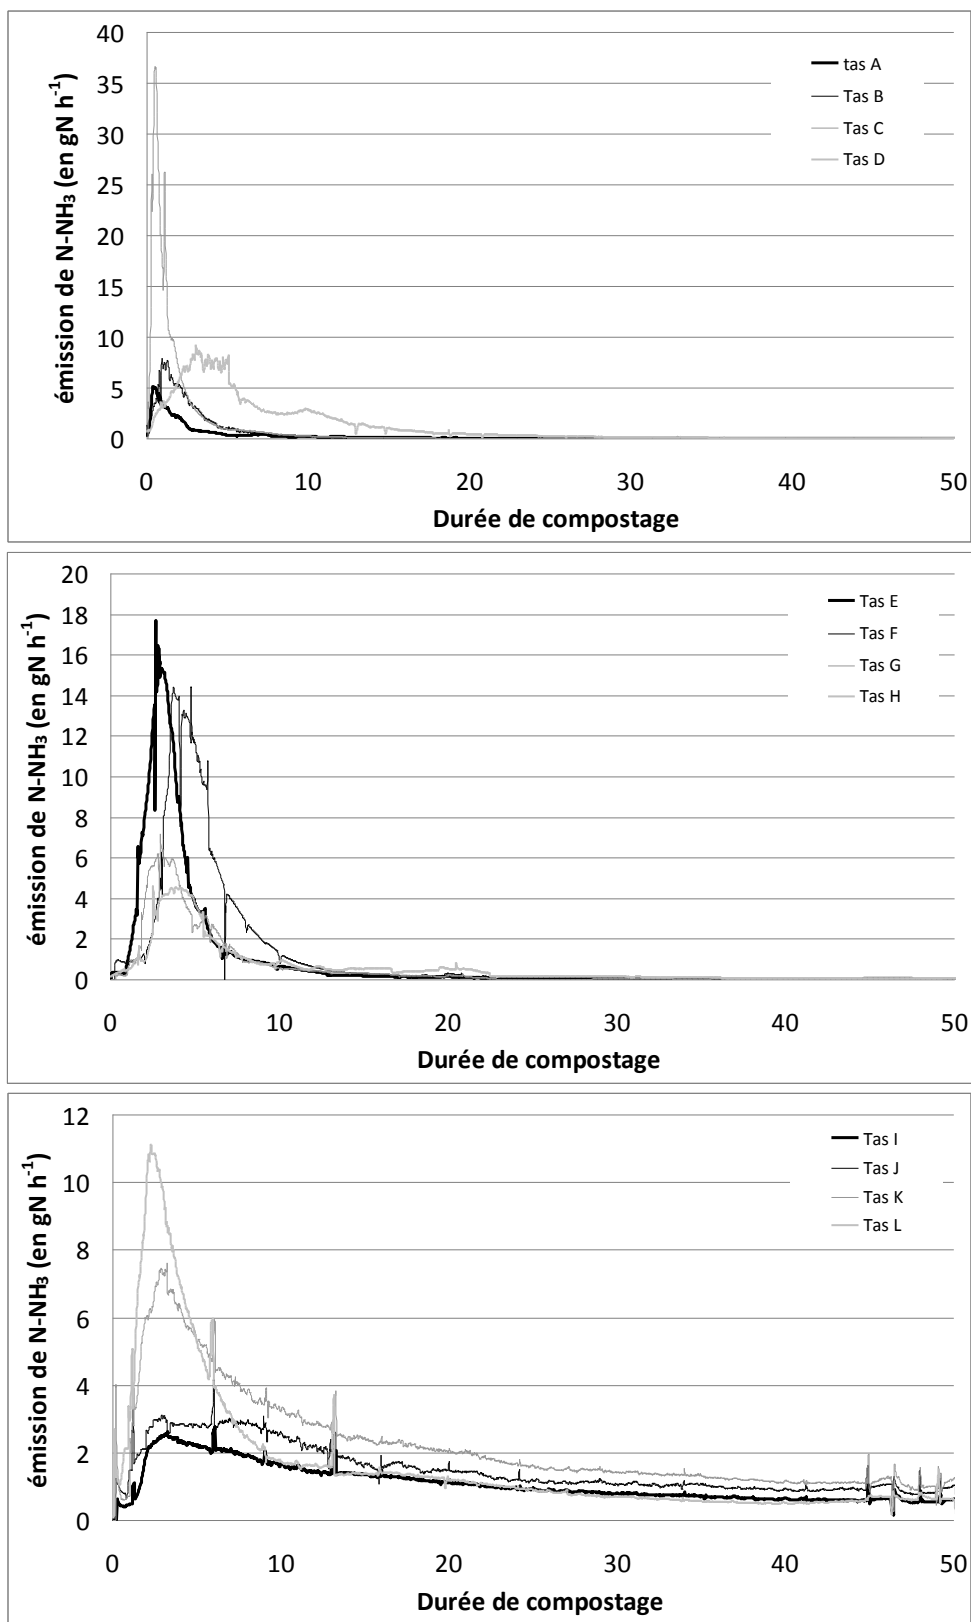 émission de N-NH₃ (en gN h⁻¹)
40
35
30
25
20
15
10
5
0
tas A
Tas B
Tas C
Tas D
0 10 20 30 40 50
Durée de compostage
émission de N-NH₃ (en gN h⁻¹)
20
18
16
14
12
10
8
6
4
2
0
Tas E
Tas F
Tas G
Tas H
0 10 20 30 40 50
Durée de compostage
émission de N-NH₃ (en gN h⁻¹)
12
10
8
6
4
2
0
Tas I
Tas J
Tas K
Tas L
0 10 20 30 40 50
Durée de compostage